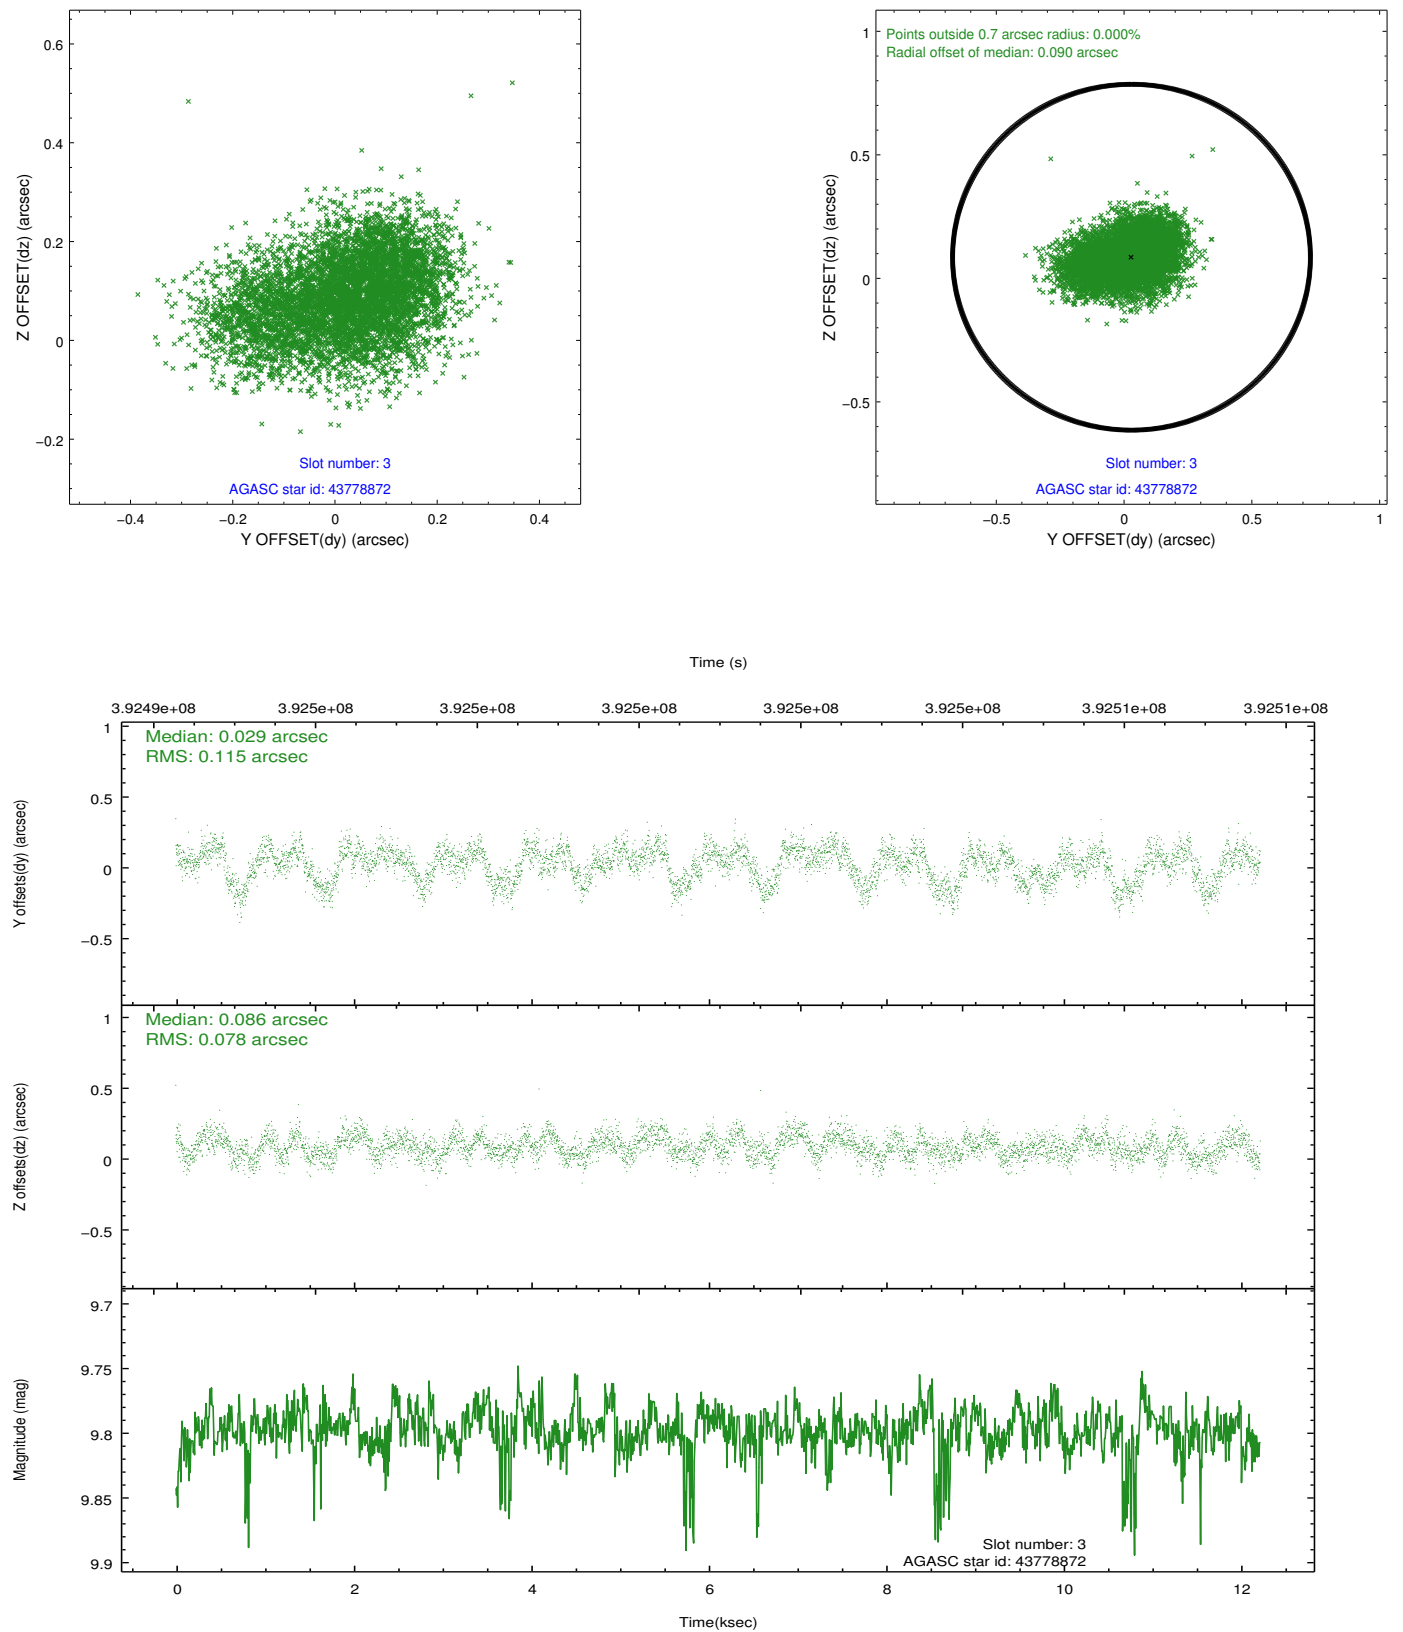 0.6
0.4
0.2
0
−0.2
−0.4
−0.2
0
0.2
0.4
Z OFFSET(dz) (arcsec)
Y OFFSET(dy) (arcsec)
Slot number: 3
AGASC star id: 43778872
Points outside 0.7 arcsec radius: 0.000%
Radial offset of median: 0.090 arcsec
1
0.5
0
−0.5
−0.5
0
0.5
1
Z OFFSET(dz) (arcsec)
Y OFFSET(dy) (arcsec)
Slot number: 3
AGASC star id: 43778872
Time (s)
3.9249e+08 3.925e+08 3.925e+08 3.925e+08 3.925e+08 3.925e+08 3.9251e+08 3.9251e+08
Median: 0.029 arcsec
RMS: 0.115 arcsec
1
0.5
0
−0.5
Y offsets(dy) (arcsec)
Median: 0.086 arcsec
RMS: 0.078 arcsec
1
0.5
0
−0.5
Z offsets(dz) (arcsec)
9.7
9.75
9.8
9.85
9.9
Magnitude (mag)
Slot number: 3
AGASC star id: 43778872
0 2 4 6 8 10 12
Time(ksec)